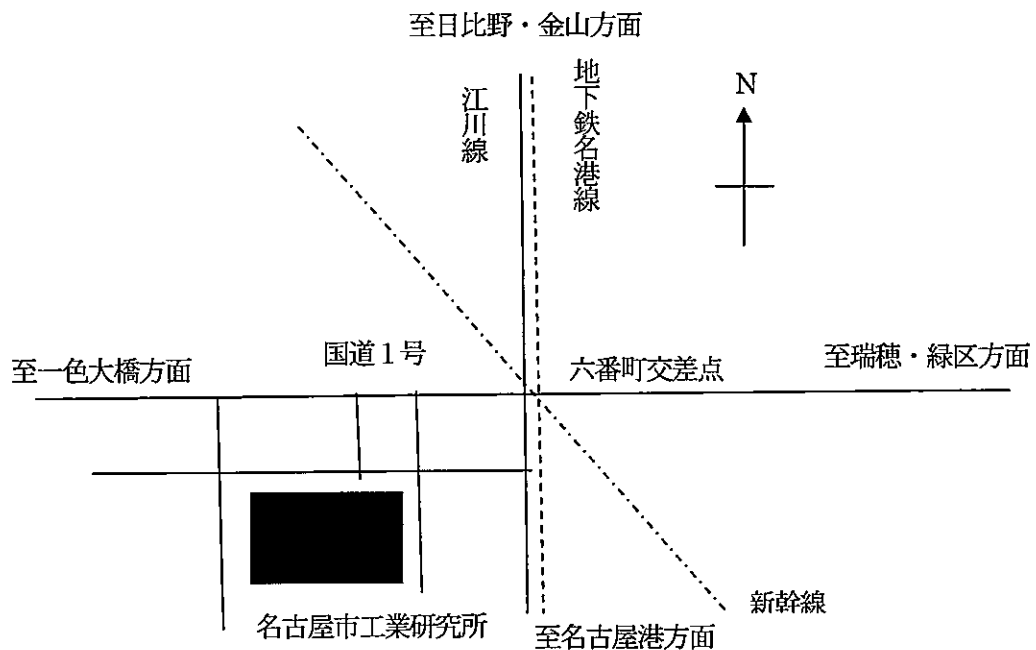 至日比野・金山方面
江川線
地下鉄名港線
N
国道1号
六番町交差点
至瑞穂・緑区方面
至一色大橋方面
新幹線
名古屋市工業研究所
至名古屋港方面